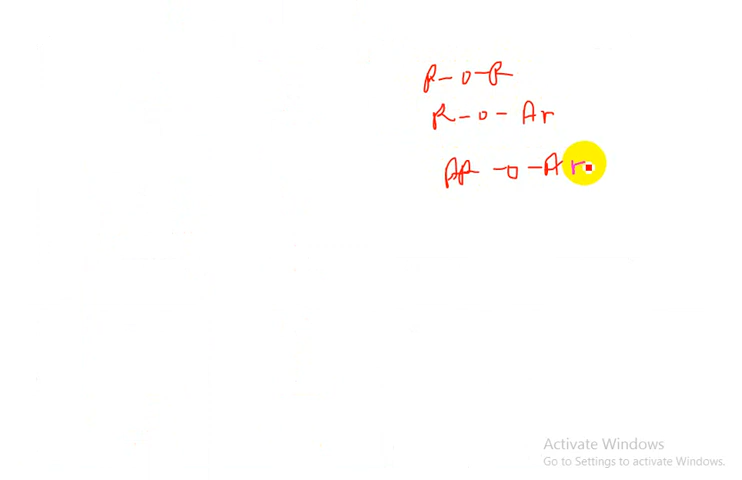 R-O-R
R-O-Ar
Ar-O-Ar
Activate Windows
Go to Settings to activate Windows.